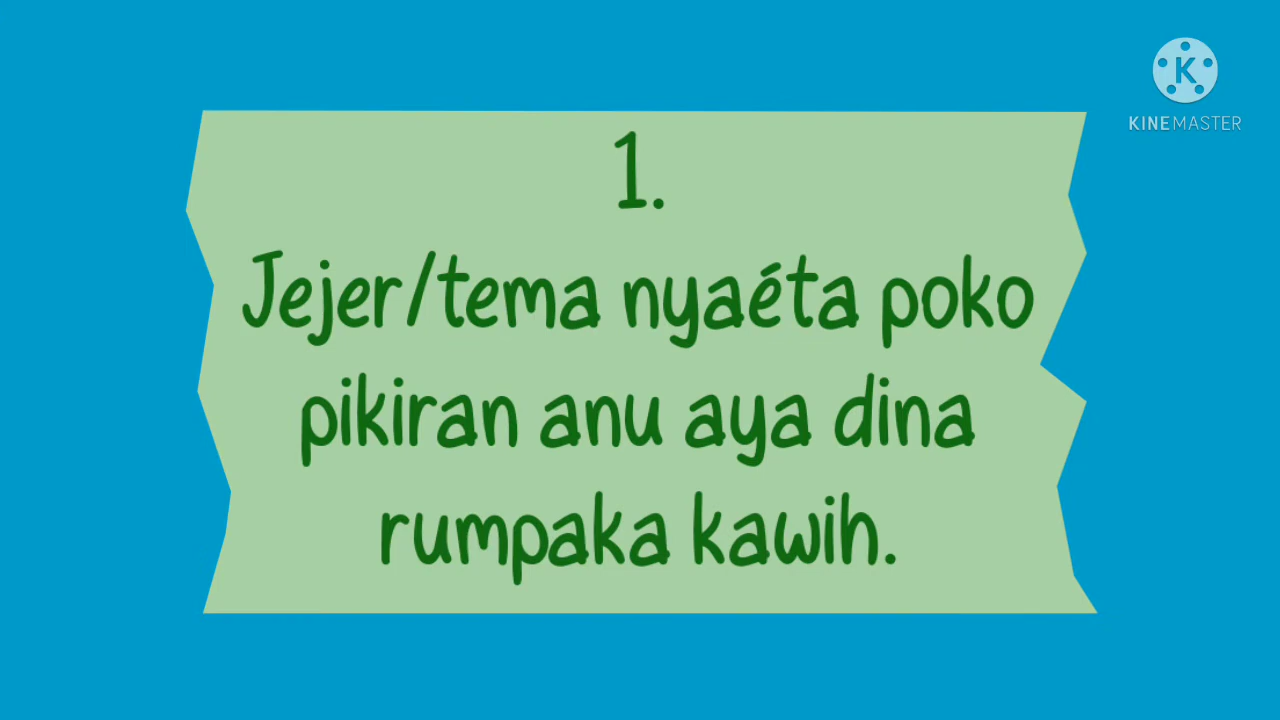 KINEMASTER
1.
Jejer/tema nyaéta poko
pikiran anu aya dina
rumpaka kawih.